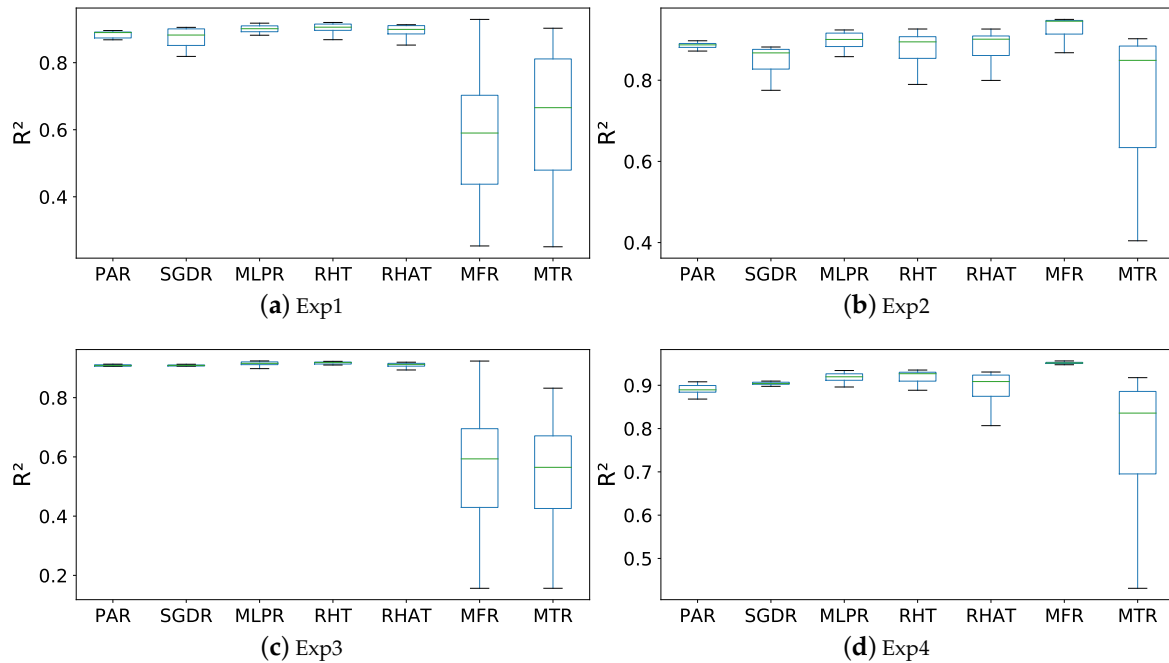 R²
0.8
0.6
0.4
PAR SGDR MLPR RHT RHAT MFR MTR
(a) Exp1
R²
0.8
0.6
0.4
PAR SGDR MLPR RHT RHAT MFR MTR
(b) Exp2
R²
0.8
0.6
0.4
0.2
PAR SGDR MLPR RHT RHAT MFR MTR
(c) Exp3
R²
0.9
0.8
0.7
0.6
0.5
PAR SGDR MLPR RHT RHAT MFR MTR
(d) Exp4